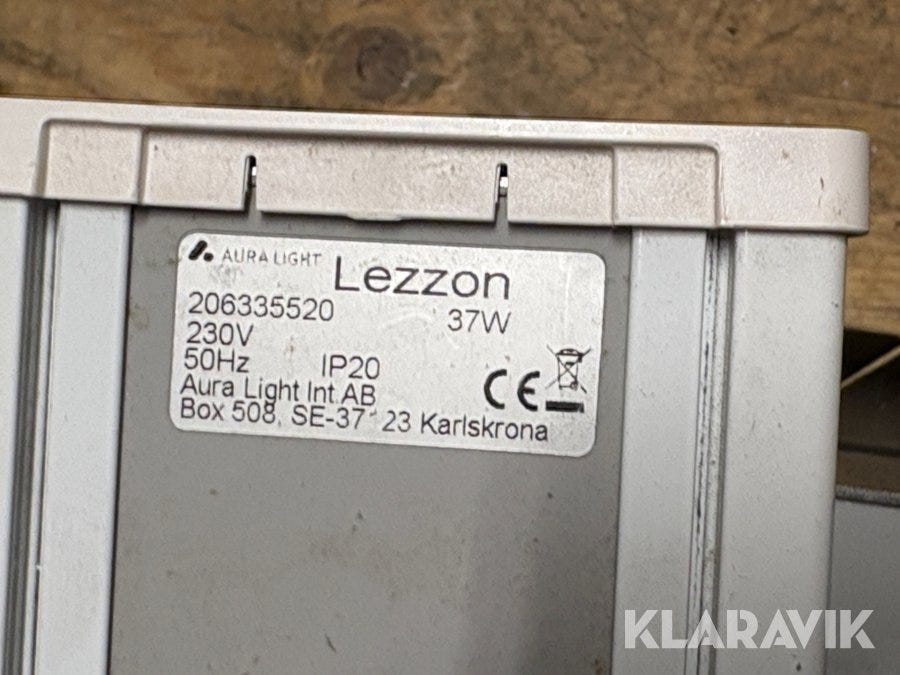 AURA LIGHT Lezzon
206335520 37W
230V
50Hz IP20
Aura Light Int.AB CE
Box 508, SE-37 23 Karlskrona
KLARAVIK